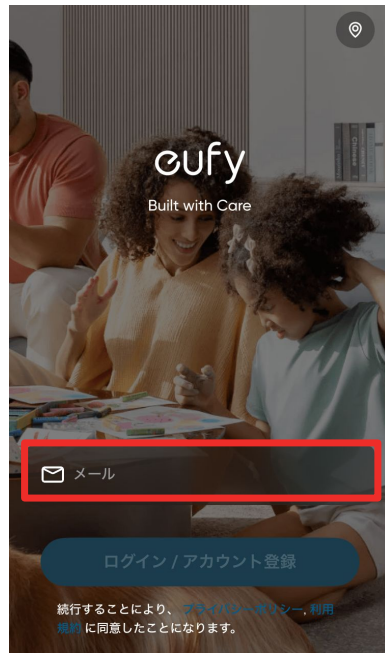 eufy
Built with Care
メール
ログイン / アカウント登録
続行することにより、 プライバシーポリシー, 利用
規約 に同意したことになります。